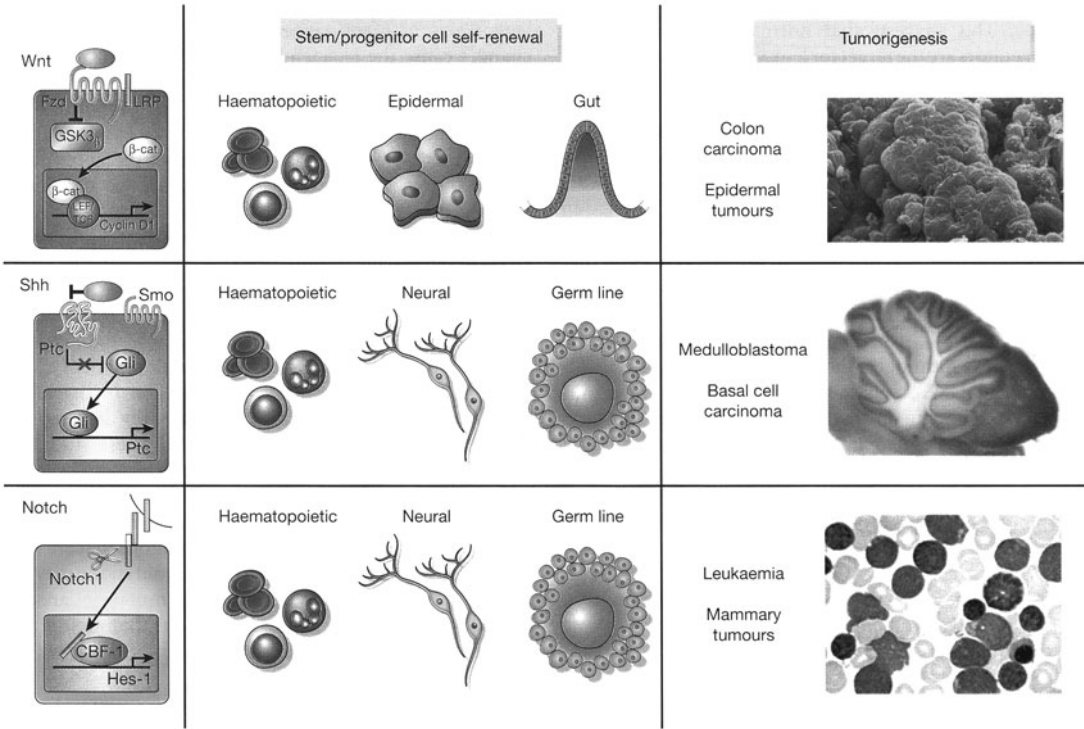 Stem/progenitor cell self-renewal
Tumorigenesis
Wnt
Fzd
LRP
GSK3β
β-cat
β-cat
LEF/
TCF
Cyclin D1
Haematopoietic
Epidermal
Gut
Colon
carcinoma
Epidermal
tumours
Shh
Smo
Ptc
Gli
Gli
Ptc
Haematopoietic
Neural
Germ line
Medulloblastoma
Basal cell
carcinoma
Notch
Notch1
CBF-1
Hes-1
Haematopoietic
Neural
Germ line
Leukaemia
Mammary
tumours